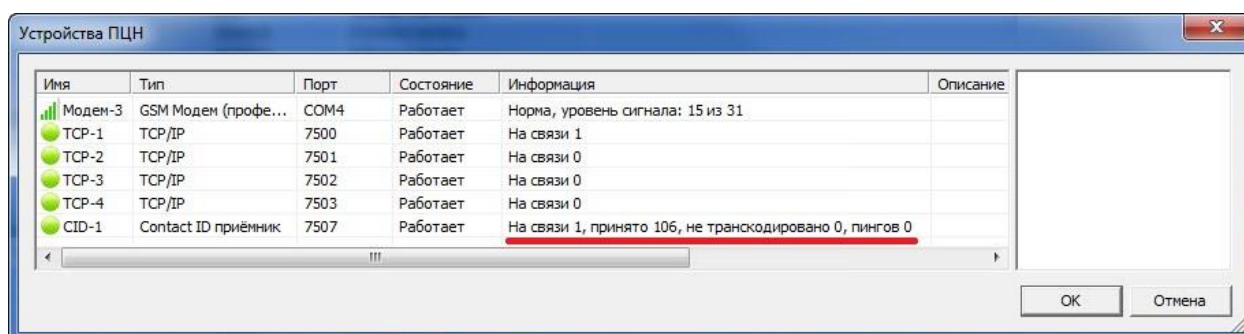 Устройства ПЦН
Имя Тип Порт Состояние Информация Описание
Модем-3 GSM Модем (профе... COM4 Работает Норма, уровень сигнала: 15 из 31
TCP-1 TCP/IP 7500 Работает На связи 1
TCP-2 TCP/IP 7501 Работает На связи 0
TCP-3 TCP/IP 7502 Работает На связи 0
TCP-4 TCP/IP 7503 Работает На связи 0
CID-1 Contact ID приёмник 7507 Работает На связи 1, принято 106, не транскодировано 0, пингов 0
OK Отмена